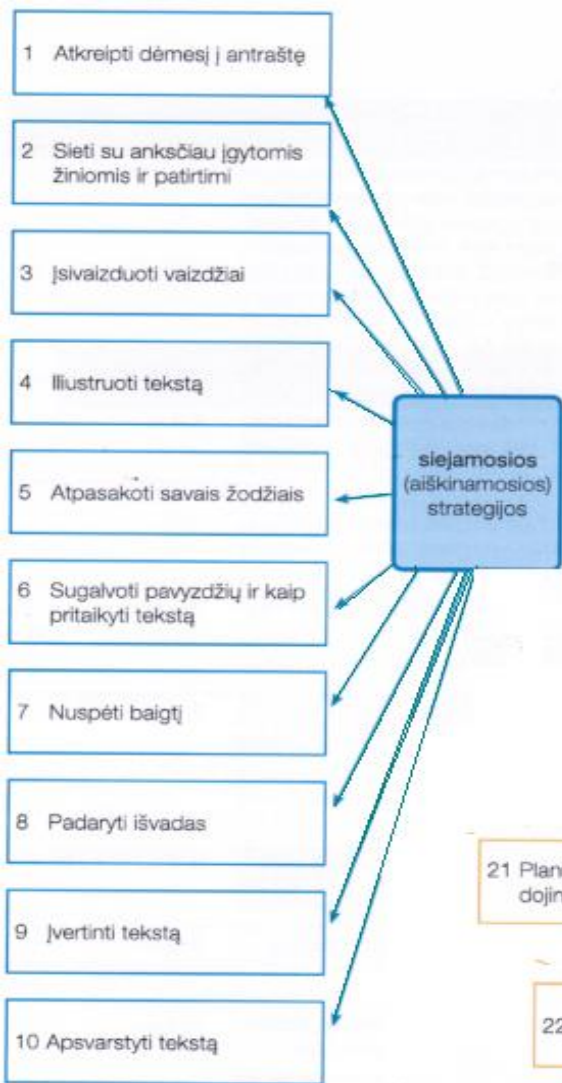 1 Atkreipti dėmesį į antraštę
2 Sieti su anksčiau įgytomis
žiniomis ir patirtimi
3 Įsivaizduoti vaizdžiai
4 Iliustruoti tekstą
5 Atpasakoti savais žodžiais
6 Sugalvoti pavyzdžių ir kaip
pritaikyti tekstą
7 Nuspėti baigtį
8 Padaryti išvadas
9 Įvertinti tekstą
10 Apsvarstyti tekstą
siejamosios
(aiškinamosios)
strategijos
21
22